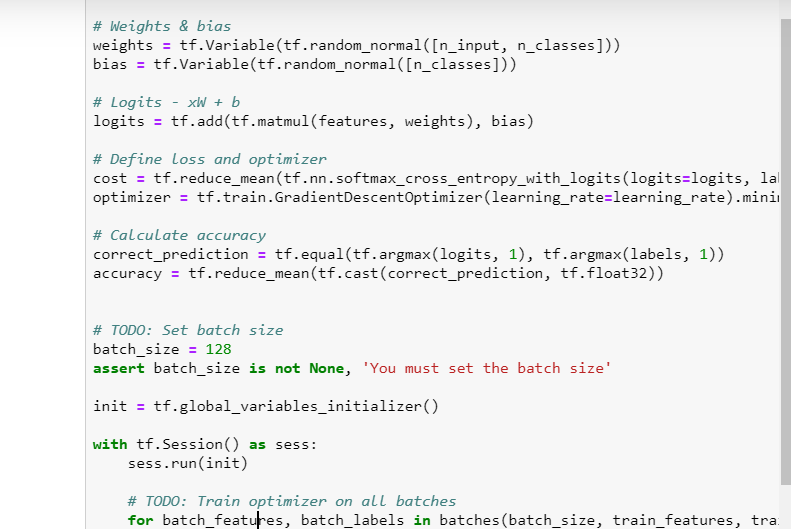 # Weights & bias
weights = tf.Variable(tf.random_normal([n_input, n_classes]))
bias = tf.Variable(tf.random_normal([n_classes]))
# Logits - xW + b
logits = tf.add(tf.matmul(features, weights), bias)
# Define loss and optimizer
cost = tf.reduce_mean(tf.nn.softmax_cross_entropy_with_logits(logits=logits,
optimizer = tf.train.GradientDescentOptimizer(learning_rate=learning_rate).
# Calculate accuracy
correct_prediction = tf.equal(tf.argmax(logits, 1), tf.argmax(labels, 1))
accuracy = tf.reduce_mean(tf.cast(correct_prediction, tf.float32))
# TODO: Set batch size
batch_size = 128
assert batch_size is not None, 'You must set the batch size'
init = tf.global_variables_initializer()
with tf.Session() as sess:
sess.run(init)
# TODO: Train optimizer on all batches
for batch_features, batch_labels in batches(batch_size, train_features,